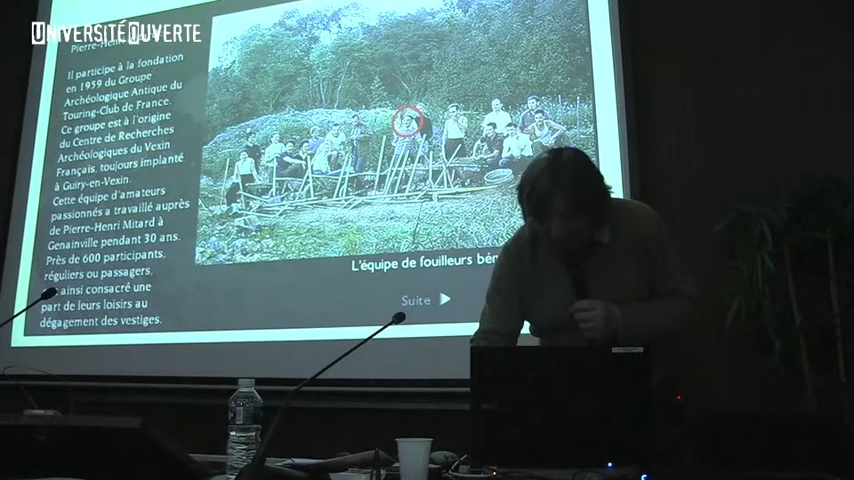 UNIVERSITÉOUVERTE
Pierre-Henri
Il participe à la fondation
en 1959 du Groupe
Archéologique Antique du
Touring-Club de France.
Ce groupe est à l'origine
du Centre de Recherches
Archéologiques du Vexin
Français, toujours implanté
à Guiry-en-Vexin.
Cette équipe d'amateurs
passionnés a travaillé auprès
de Pierre-Henri Mitard à
Genainville pendant 30 ans.
Près de 600 participants,
réguliers ou passagers,
ainsi consacré une
part de leurs loisirs au
dégagement des vestiges.
L'équipe de fouilleurs bén
Suite